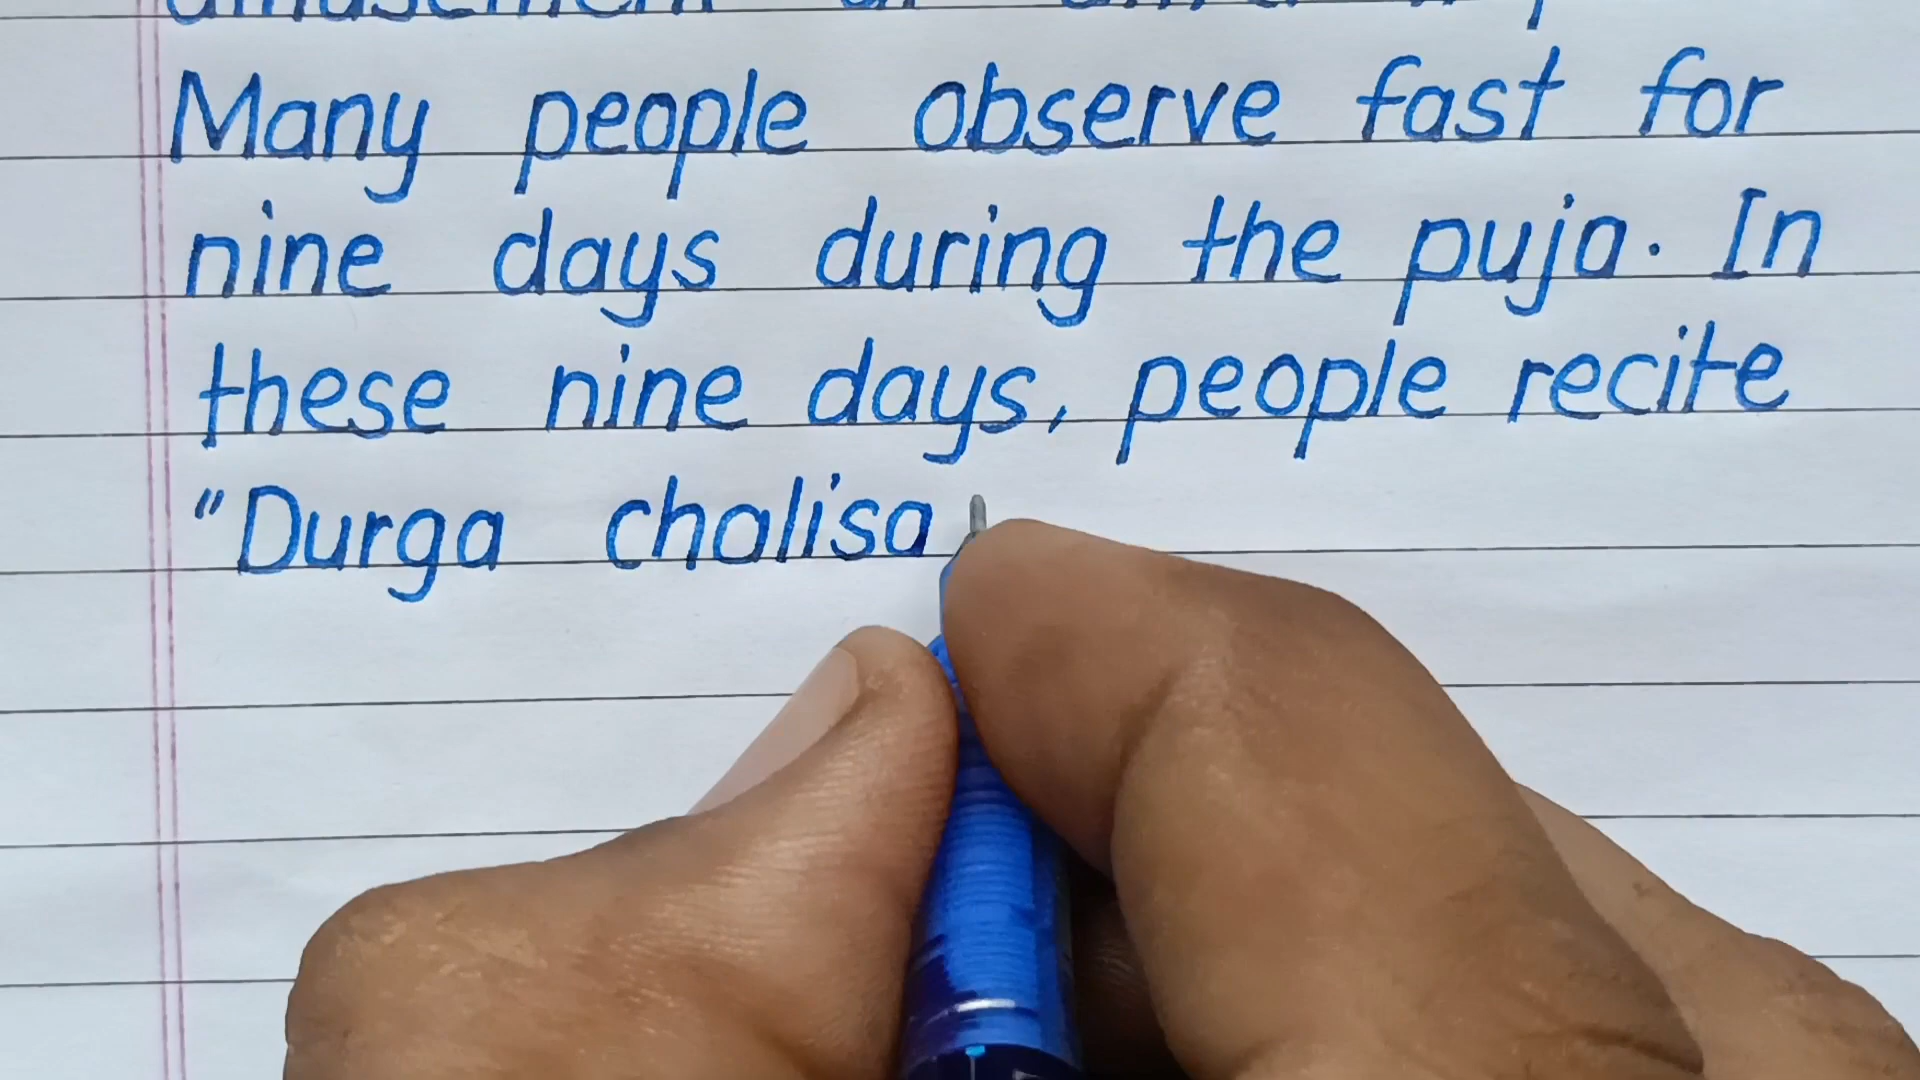 Many people observe fast for
nine days during the puja. In
these nine days, people recite
"Durga chalisa